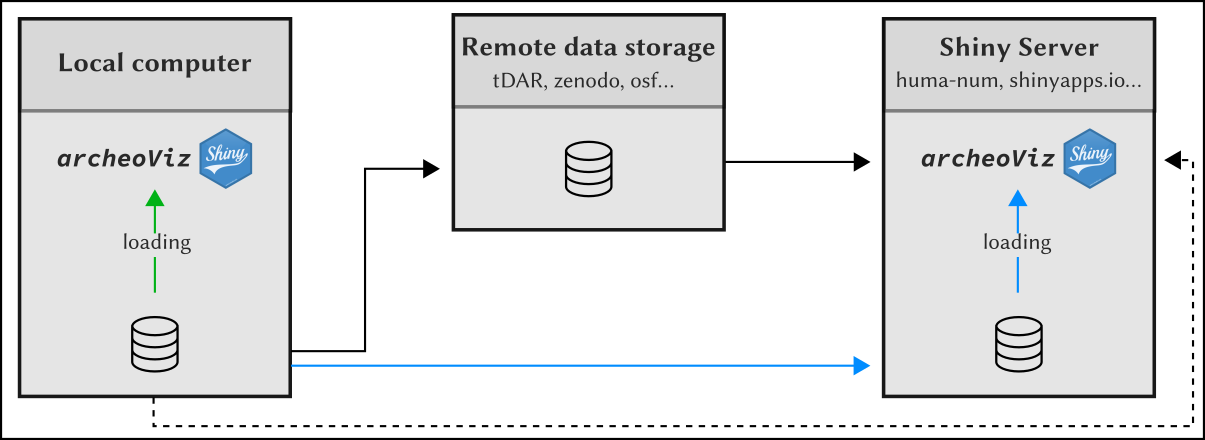 Local computer
archeoViz
Shiny
loading
Remote data storage
tDAR, zenodo, osf...
Shiny Server
huma-num, shinyapps.io...
archeoViz
Shiny
loading